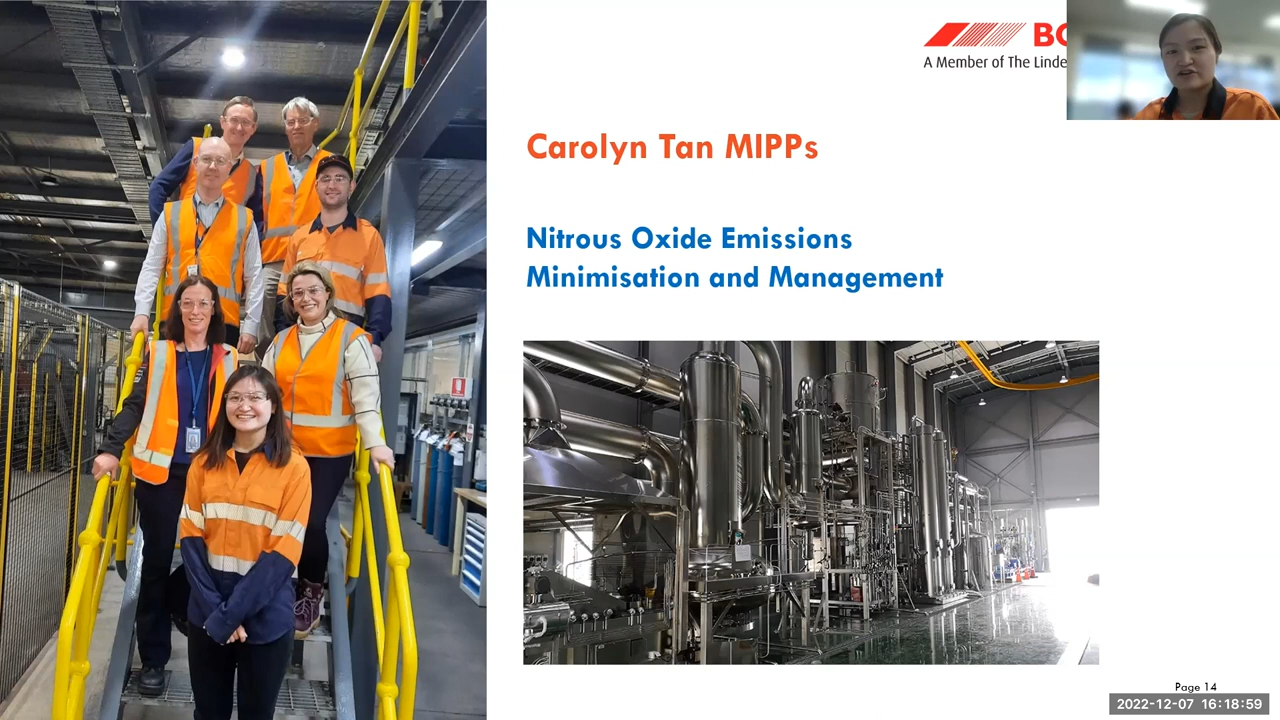 A Member of The Linde
Carolyn Tan MIPPs
Nitrous Oxide Emissions
Minimisation and Management
Page 14
2022-12-07 16:18:59